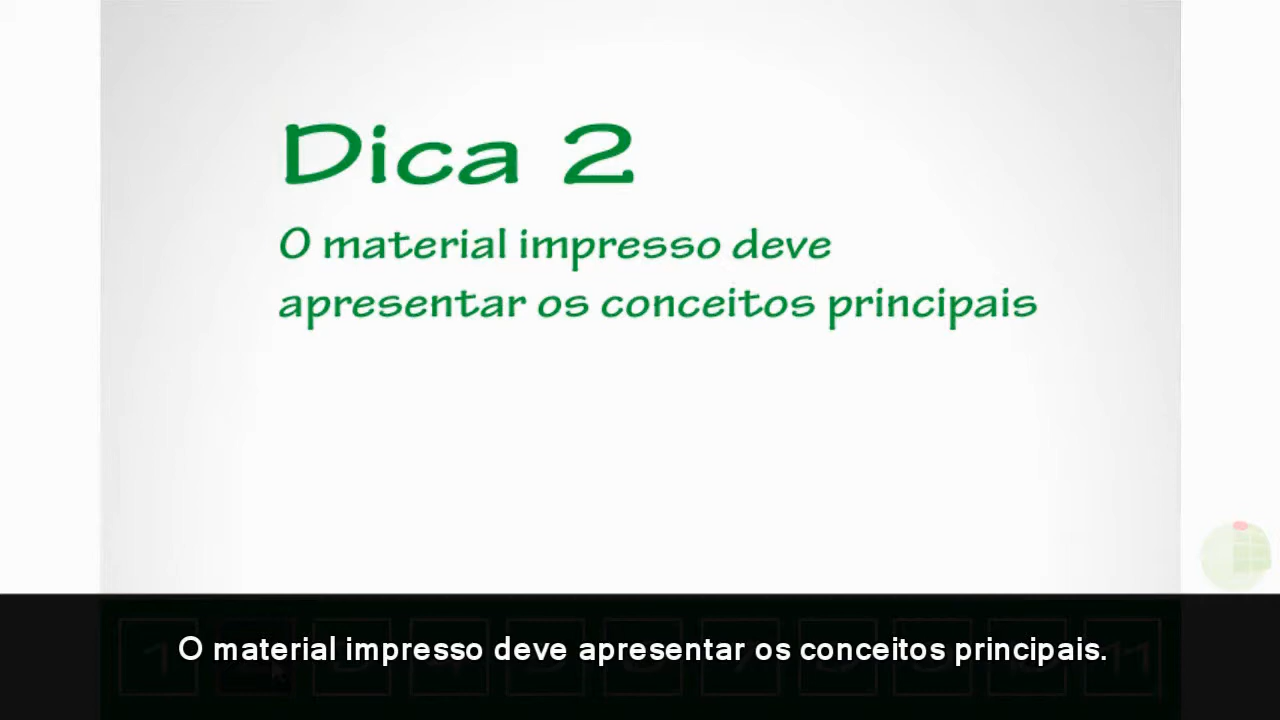 Dica 2
O material impresso deve
apresentar os conceitos principais
O material impresso deve apresentar os conceitos principais.